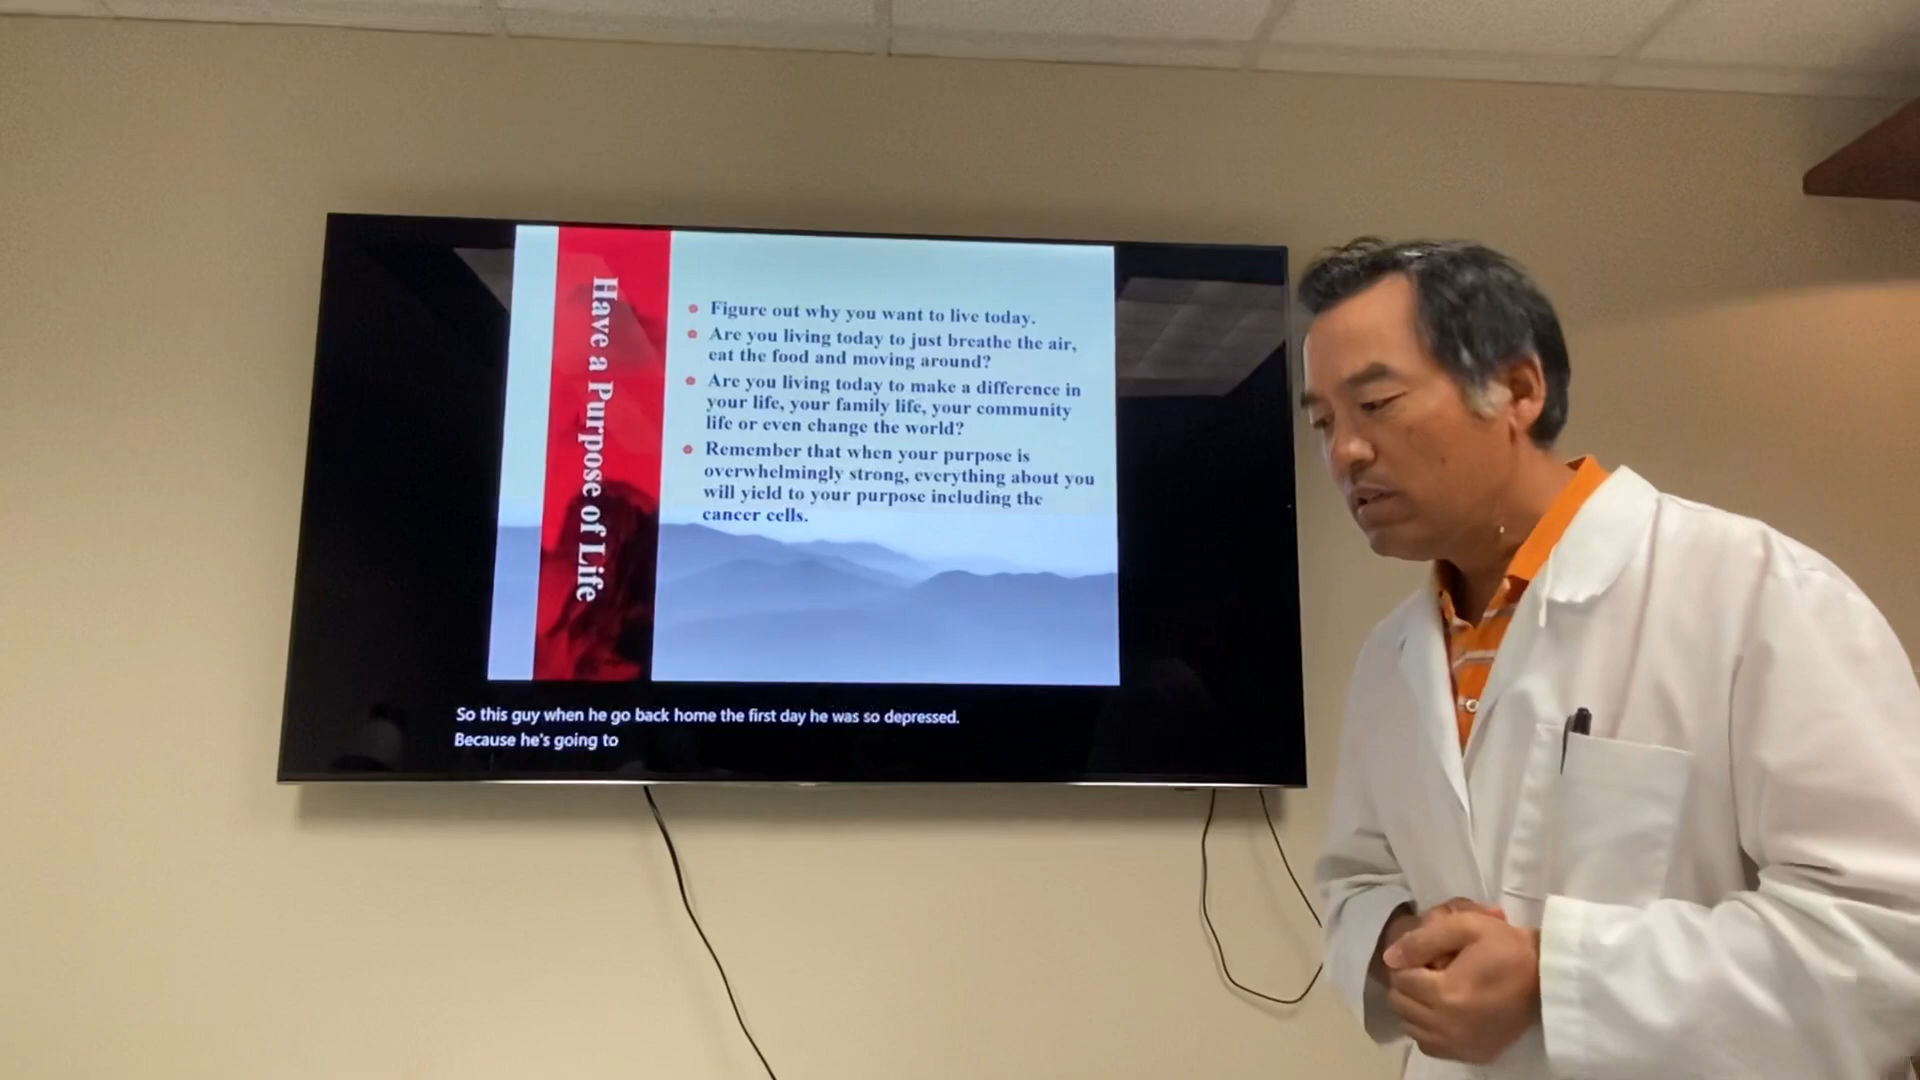 Have a Purpose of Life
Figure out why you want to live today.
Are you living today to just breathe the air,
eat the food and moving around?
Are you living today to make a difference in
your life, your family life, your community
life or even change the world?
Remember that when your purpose is
overwhelmingly strong, everything about you
will yield to your purpose including the
cancer cells.
So this guy when he go back home the first day he was so depressed.
Because he's going to